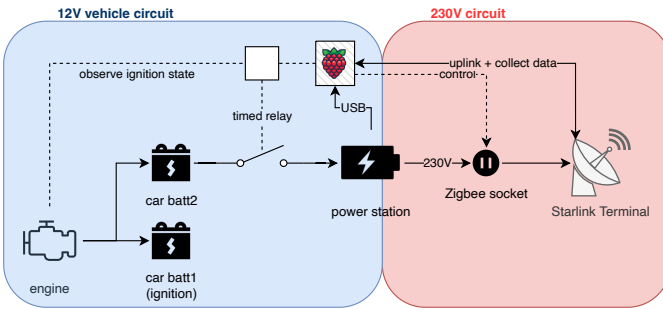 12V vehicle circuit
230V circuit
observe ignition state
uplink + collect data
control
USB
timed relay
230V
car batt2
power station
Zigbee socket
Starlink Terminal
car batt1
(ignition)
engine